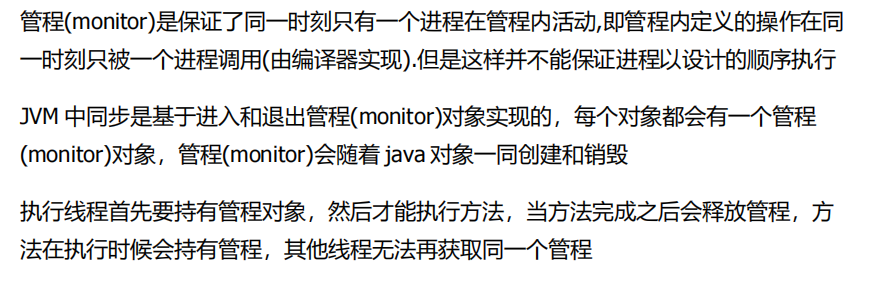 管程(monitor)是保证了同一时刻只有一个进程在管程内活动,即管程内定义的操作在同
一时刻只被一个进程调用(由编译器实现).但是这样并不能保证进程以设计的顺序执行
JVM 中同步是基于进入和退出管程(monitor)对象实现的，每个对象都会有一个管程
(monitor)对象，管程(monitor)会随着 java 对象一同创建和销毁
执行线程首先要持有管程对象，然后才能执行方法，当方法完成之后会释放管程，方
法在执行时候会持有管程，其他线程无法再获取同一个管程